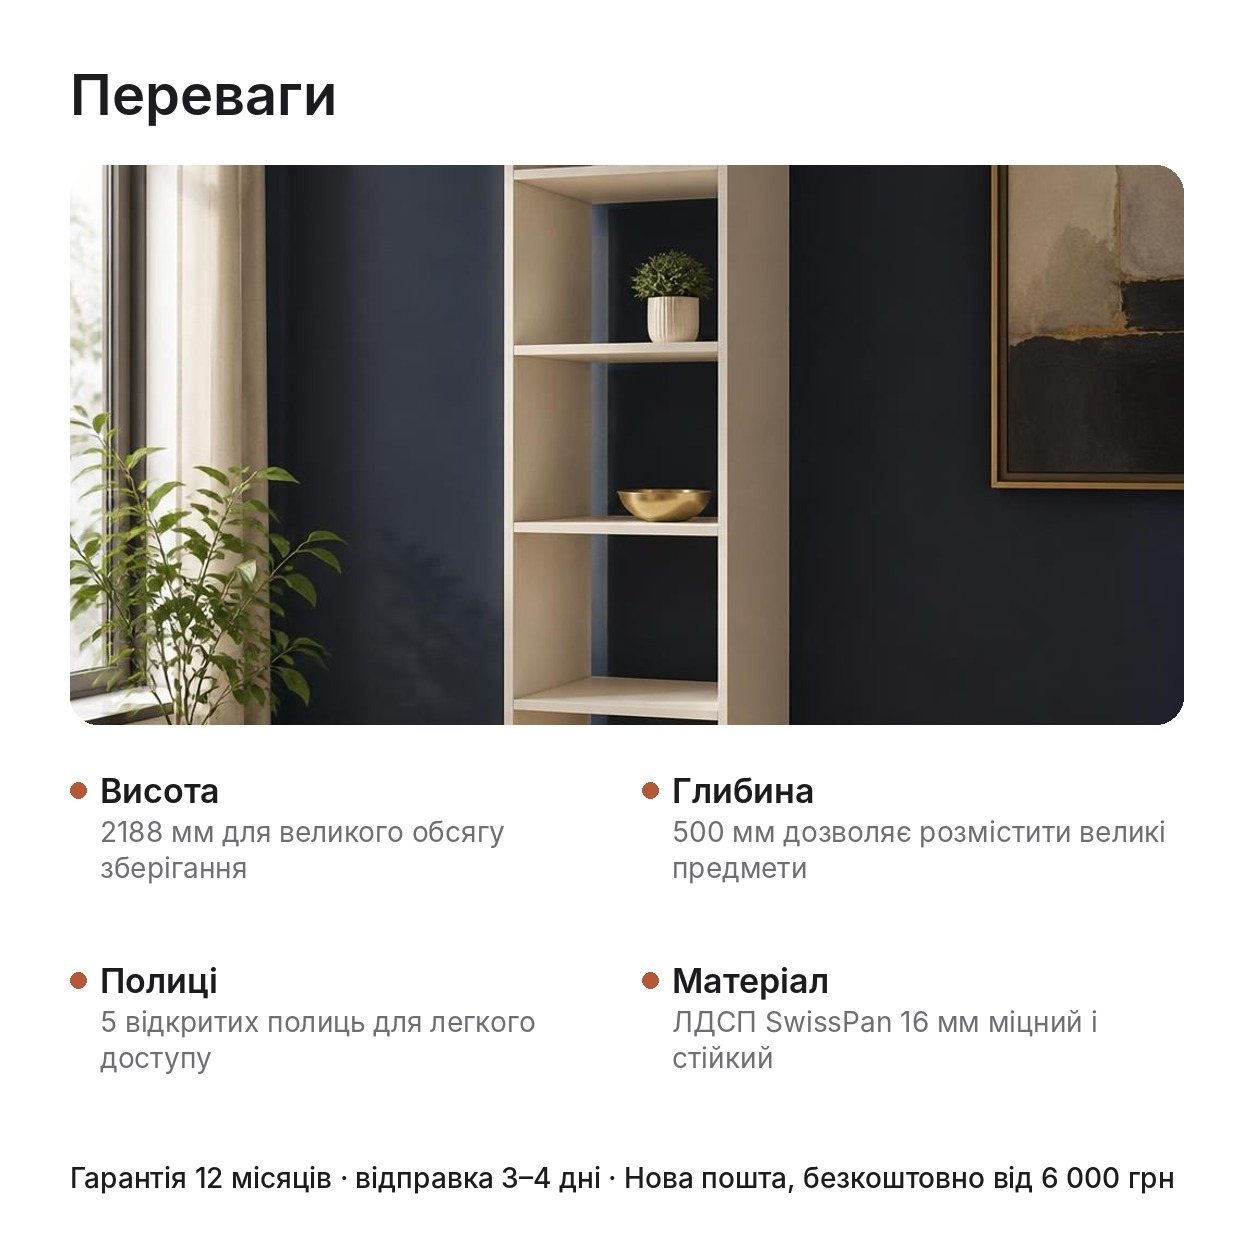 Переваги
Висота
2188 мм для великого обсягу
зберігання
Глибина
500 мм дозволяє розмістити великі
предмети
Полиці
5 відкритих полиць для легкого
доступу
Матеріал
ЛДСП SwissPan 16 мм міцний і
стійкий
Гарантія 12 місяців · відправка 3–4 дні · Нова пошта, безкоштовно від 6 000 грн